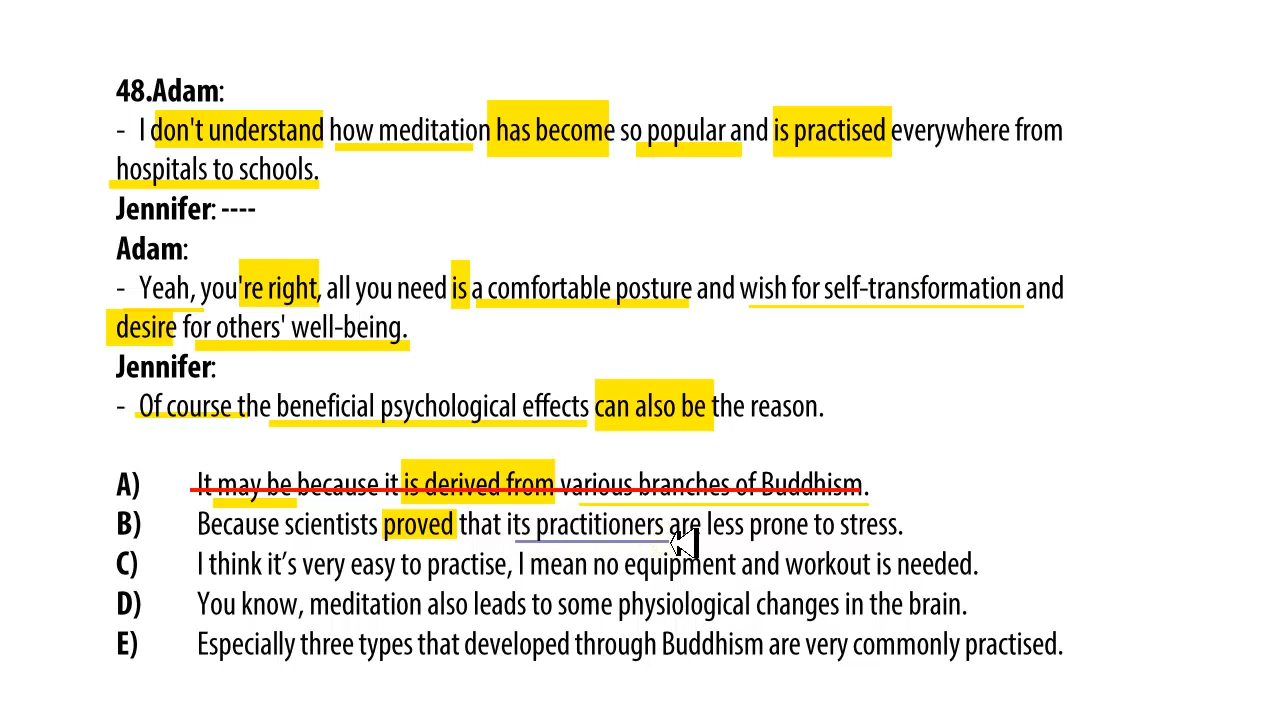 48.Adam:
- I don't understand how meditation has become so popular and is practised everywhere from
hospitals to schools.
Jennifer: ----
Adam:
- Yeah, you're right, all you need is a comfortable posture and wish for self-transformation and
desire for others' well-being.
Jennifer:
- Of course the beneficial psychological effects can also be the reason.
A) It may be because it is derived from various branches of Buddhism.
B) Because scientists proved that its practitioners are less prone to stress.
C) I think it’s very easy to practise, I mean no equipment and workout is needed.
D) You know, meditation also leads to some physiological changes in the brain.
E) Especially three types that developed through Buddhism are very commonly practised.